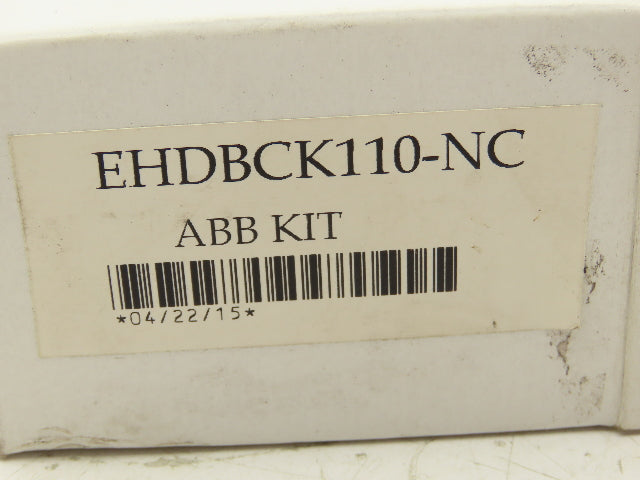 EHDBCK110-NC
ABB KIT
*04/22/15*